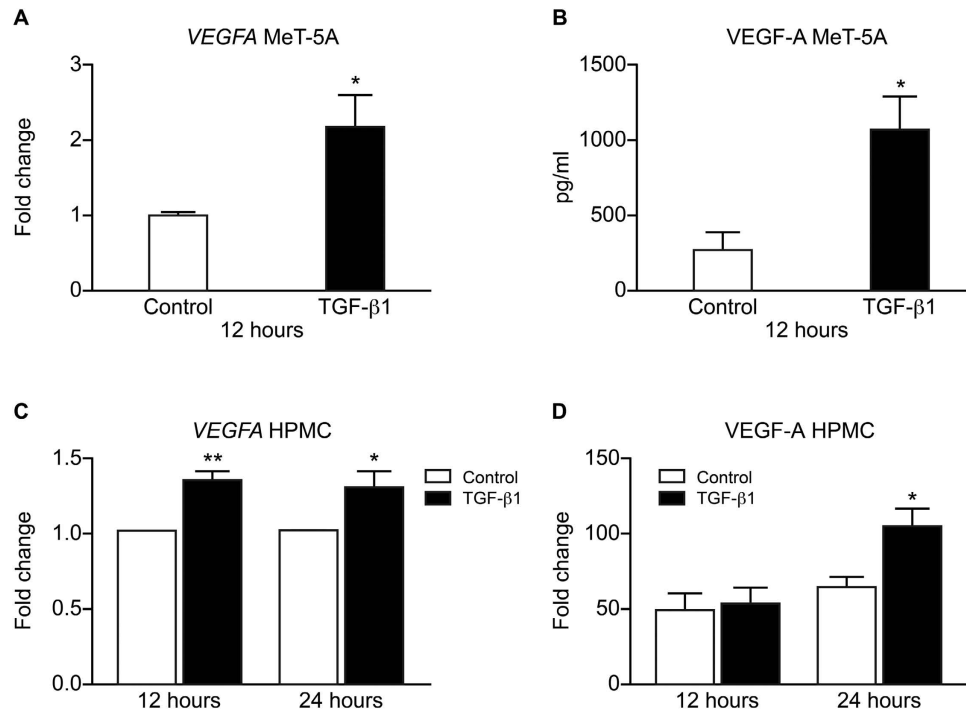 A
VEGFA MeT-5A
3
2
1
0
Fold change
*
Control
TGF-β1
12 hours
B
VEGF-A MeT-5A
1500
1000
500
0
pg/ml
*
Control
TGF-β1
12 hours
C
VEGFA HPMC
1.5
1.0
0.5
0.0
Fold change
**
*
Control
TGF-β1
12 hours
24 hours
D
VEGF-A HPMC
150
100
50
0
Fold change
Control
TGF-β1
*
12 hours
24 hours